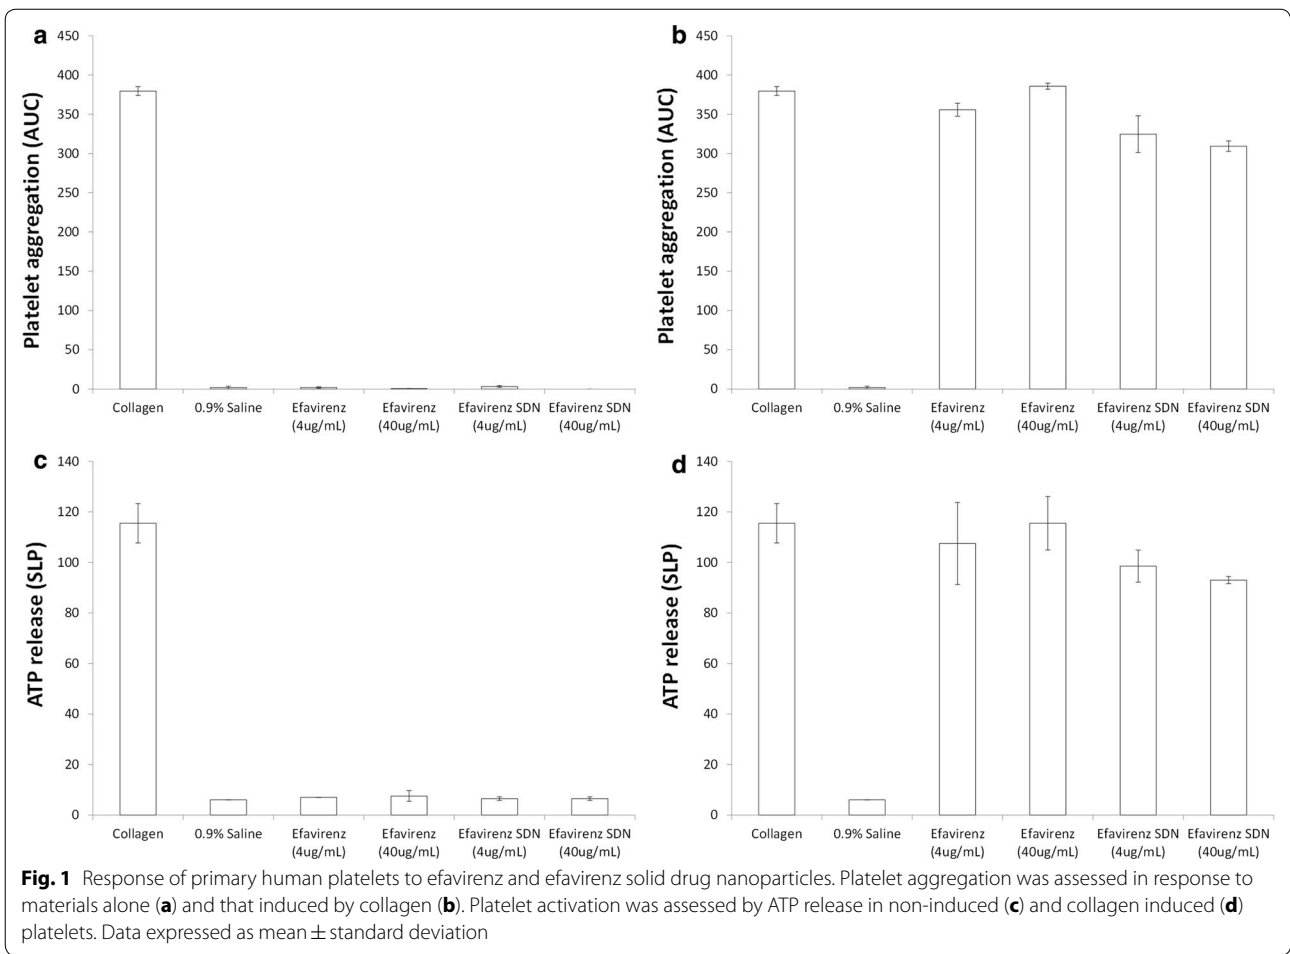 a
Platelet aggregation (AUC)
450
400
350
300
250
200
150
100
50
0
Collagen 0.9% Saline Efavirenz Efavirenz Efavirenz SDN Efavirenz SDN
(4ug/mL) (40ug/mL) (4ug/mL) (40ug/mL)
b
Platelet aggregation (AUC)
450
400
350
300
250
200
150
100
50
0
Collagen 0.9% Saline Efavirenz Efavirenz Efavirenz SDN Efavirenz SDN
(4ug/mL) (40ug/mL) (4ug/mL) (40ug/mL)
c
ATP release (SLP)
140
120
100
80
60
40
20
0
Collagen 0.9% Saline Efavirenz Efavirenz Efavirenz SDN Efavirenz SDN
(4ug/mL) (40ug/mL) (4ug/mL) (40ug/mL)
d
ATP release (SLP)
140
120
100
80
60
40
20
0
Collagen 0.9% Saline Efavirenz Efavirenz Efavirenz SDN Efavirenz SDN
(4ug/mL) (40ug/mL) (4ug/mL) (40ug/mL)
Fig. 1 Response of primary human platelets to efavirenz and efavirenz solid drug nanoparticles. Platelet aggregation was assessed in response to
materials alone (a) and that induced by collagen (b). Platelet activation was assessed by ATP release in non-induced (c) and collagen induced (d)
platelets. Data expressed as mean ± standard deviation